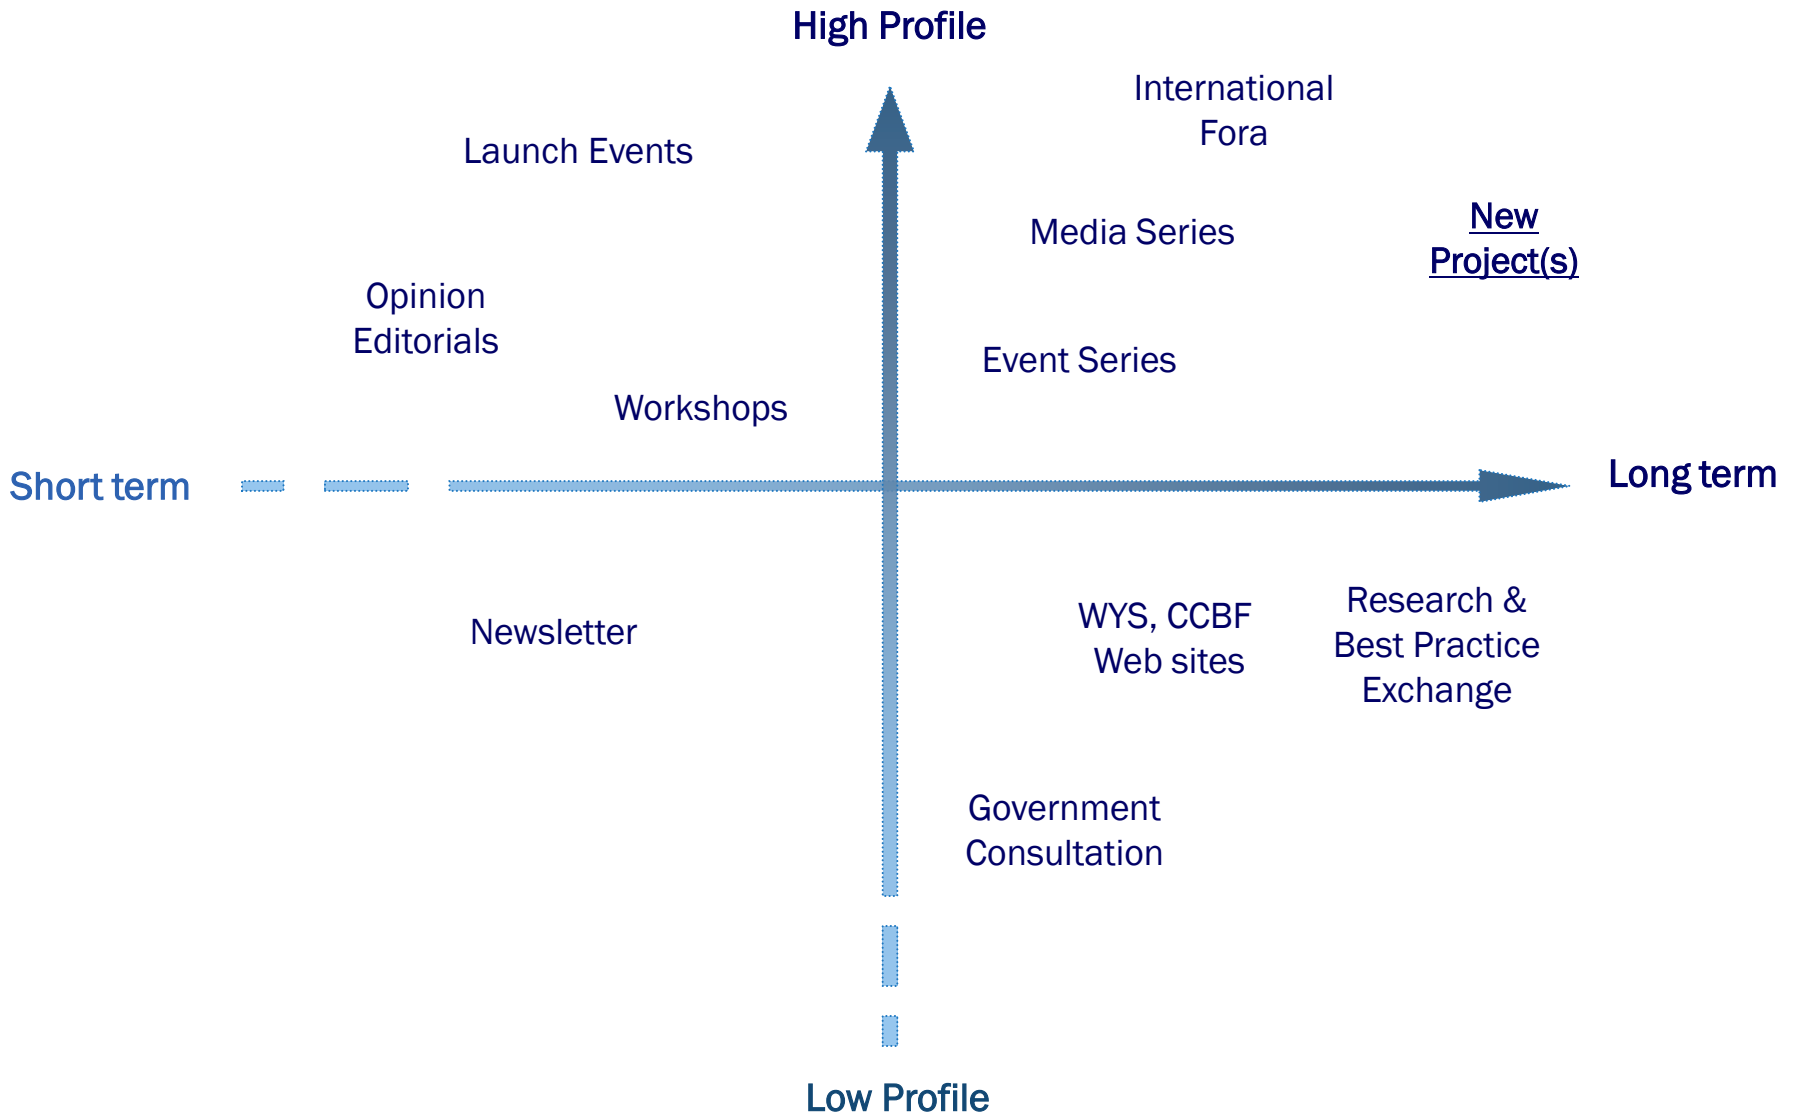 High Profile
International
Fora
Launch Events
New
Project(s)
Media Series
Opinion
Editorials
Event Series
Workshops
Short term
Long term
Newsletter
WYS, CCBF
Web sites
Research &
Best Practice
Exchange
Government
Consultation
Low Profile